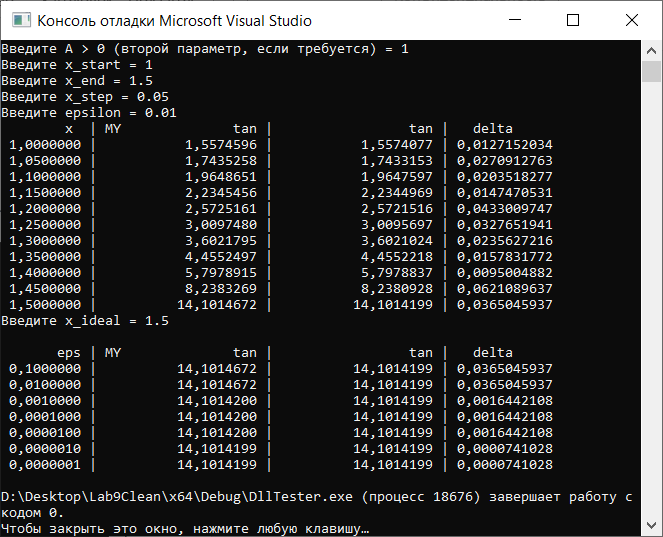 Консоль отладки Microsoft Visual Studio
Введите A > 0 (второй параметр, если требуется) = 1
Введите x_start = 1
Введите x_end = 1.5
Введите x_step = 0.05
Введите epsilon = 0.01
x | MY tan | tan | delta
1,0000000 | 1,5574596 | 1,5574077 | 0,0127152034
1,0500000 | 1,7435258 | 1,7433153 | 0,0270912763
1,1000000 | 1,9648651 | 1,9647597 | 0,0203518277
1,1500000 | 2,2345456 | 2,2344969 | 0,0147470531
1,2000000 | 2,5725161 | 2,5721516 | 0,0433009747
1,2500000 | 3,0097480 | 3,0095697 | 0,0327651941
1,3000000 | 3,6021795 | 3,6021024 | 0,0235627216
1,3500000 | 4,4552497 | 4,4552218 | 0,0157831772
1,4000000 | 5,7978915 | 5,7978837 | 0,0095004882
1,4500000 | 8,2383269 | 8,2380928 | 0,0621089637
1,5000000 | 14,1014672 | 14,1014199 | 0,0365045937
Введите x_ideal = 1.5
eps | MY tan | tan | delta
0,1000000 | 14,1014672 | 14,1014199 | 0,0365045937
0,0100000 | 14,1014672 | 14,1014199 | 0,0365045937
0,0010000 | 14,1014200 | 14,1014199 | 0,0016442108
0,0001000 | 14,1014200 | 14,1014199 | 0,0016442108
0,0000100 | 14,1014200 | 14,1014199 | 0,0016442108
0,0000010 | 14,1014199 | 14,1014199 | 0,0000741028
0,0000001 | 14,1014199 | 14,1014199 | 0,0000741028
D:\Desktop\Lab9Clean\x64\Debug\DllTester.exe (процесс 18676) завершает работу с
кодом 0.
Чтобы закрыть это окно, нажмите любую клавишу…